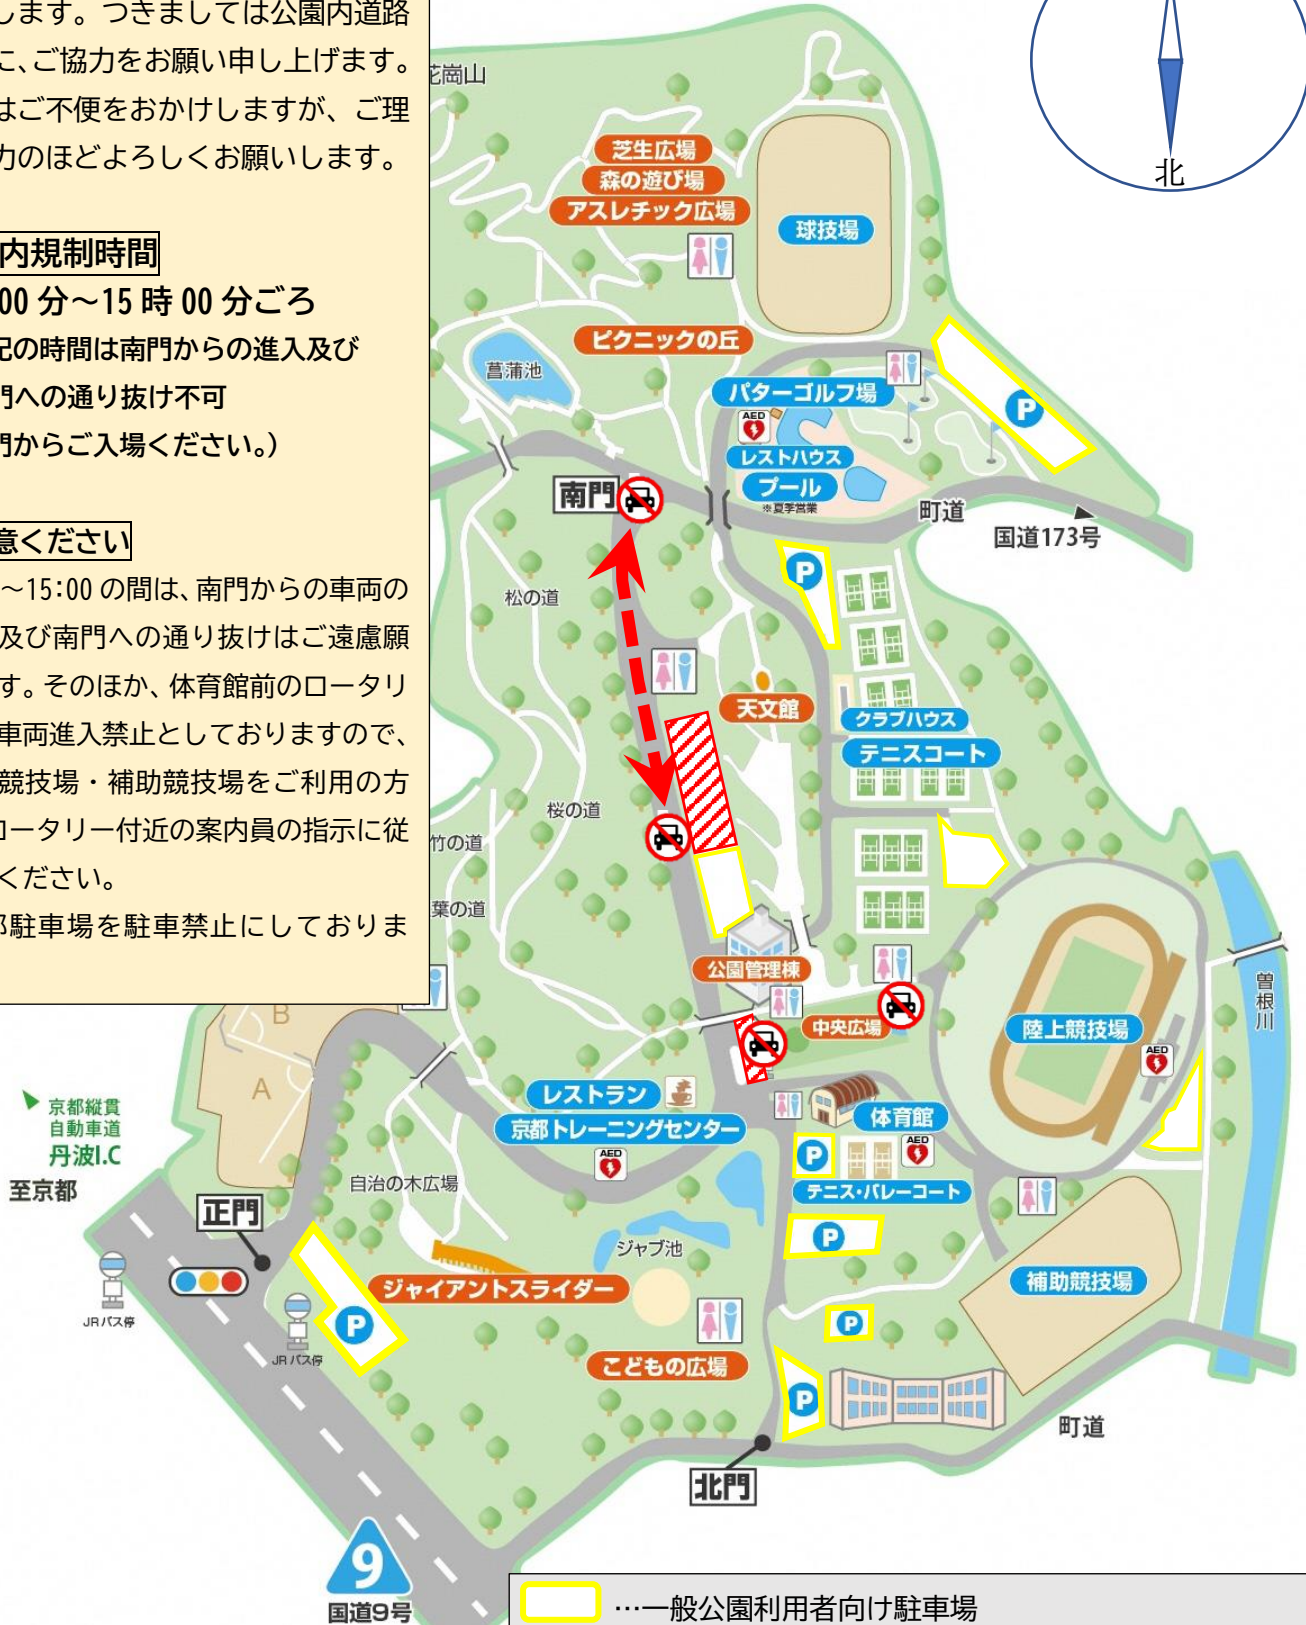 します。つきましては公園内道路
に、ご協力をお願い申し上げます。
はご不便をおかけしますが、ご理
力のほどよろしくお願いします。
内規制時間
00 分～15 時 00 分ごろ
記の時間は南門からの進入及び
門への通り抜け不可
門からご入場ください。）
意ください
～15:00 の間は、南門からの車両の
及び南門への通り抜けはご遠慮願
す。そのほか、体育館前のロータリ
車両進入禁止としておりますので、
競技場・補助競技場をご利用の方
ロータリー付近の案内員の指示に従
ください。
部駐車場を駐車禁止にしておりま
北
花崗山
芝生広場
森の遊び場
アスレチック広場
球技場
ピクニックの丘
菖蒲池
パターゴルフ場
AED
P
レストハウス
プール
※夏季営業
南門
町道
国道173号
P
松の道
天文館
クラブハウス
テニスコート
桜の道
竹の道
葉の道
公園管理棟
中央広場
陸上競技場
AED
曽根川
B
A
レストラン
京都トレーニングセンター
AED
体育館
AED
P
テニス・バレーコート
京都縦貫
自動車道
丹波I.C
至京都
自治の木広場
正門
ジャブ池
P
補助競技場
ジャイアントスライダー
JRバス停
P
JRバス停
P
こどもの広場
P
町道
北門
9
国道9号
…一般公園利用者向け駐車場